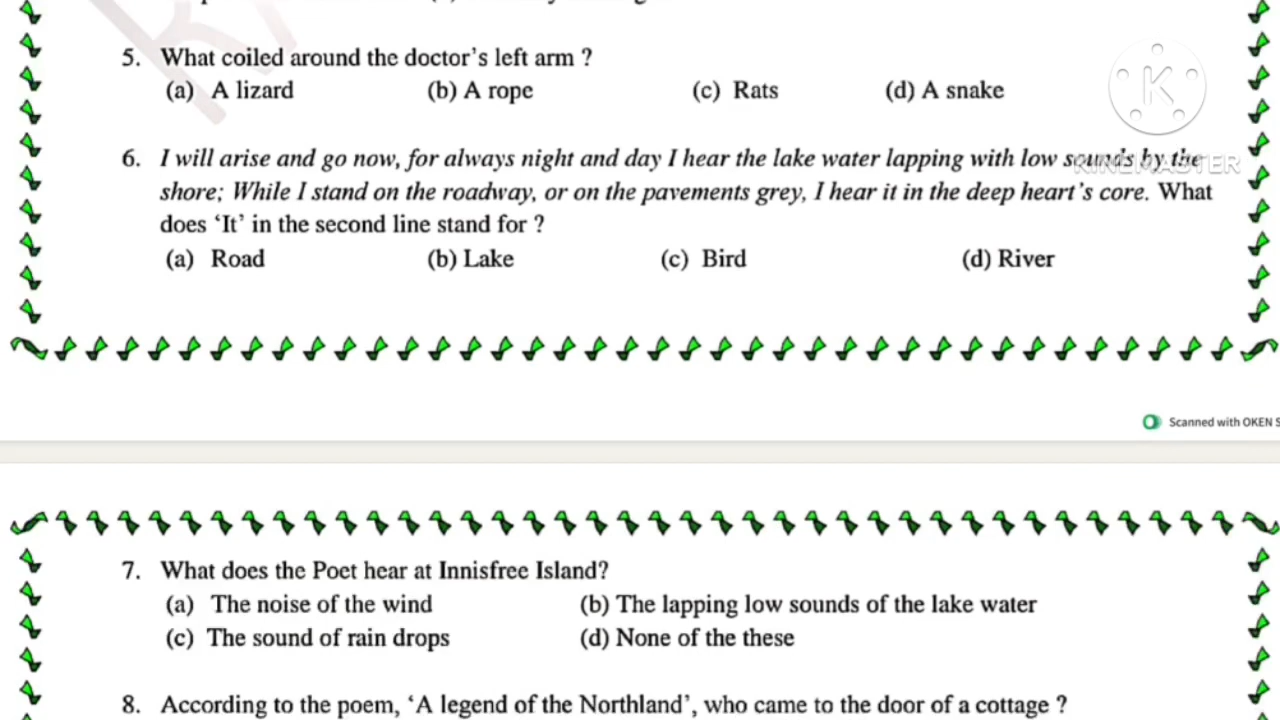 5. What coiled around the doctor's left arm ?
(a) A lizard (b) A rope (c) Rats (d) A snake
K
KINEMASTER
6. I will arise and go now, for always night and day I hear the lake water lapping with low sounds by the
shore; While I stand on the roadway, or on the pavements grey, I hear it in the deep heart's core. What
does ‘It’ in the second line stand for ?
(a) Road (b) Lake (c) Bird (d) River
Scanned with OKEN S
7. What does the Poet hear at Innisfree Island?
(a) The noise of the wind (b) The lapping low sounds of the lake water
(c) The sound of rain drops (d) None of the these
8. According to the poem, ‘A legend of the Northland’, who came to the door of a cottage ?